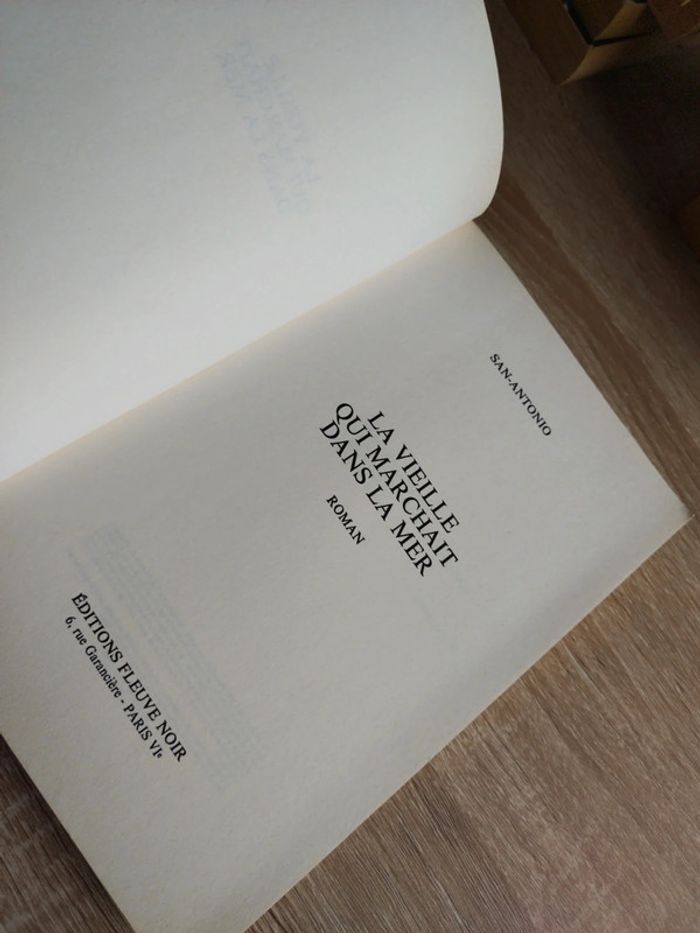 SAN-ANTONIO
LA VIEILLE
QUI MARCHAIT
DANS LA MER
ROMAN
ÉDITIONS FLEUVE NOIR
6, rue Garancière - PARIS VIe